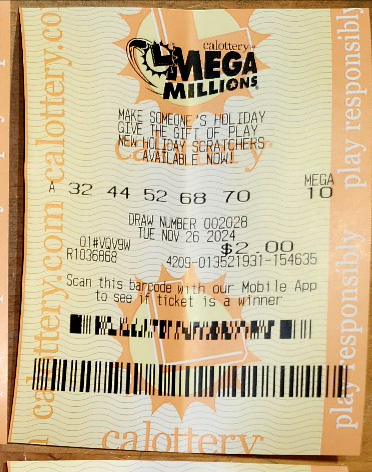 calottery
MEGA
MILLIONS
MAKE SOMEONE'S HOLIDAY
GIVE THE GIFT OF PLAY
NEW HOLIDAY SCRATCHERS
AVAILABLE NOW!
MEGA
A 32 44 52 68 70 10
DRAW NUMBER 002028
TUE NOV 26 2024
01#VQV9W $2.00
R1036868 4209-013521931-154635
Scan this barcode with our Mobile App
to see if ticket is a winner
calottery
calottery.com calottery.co
play responsibly play responsibly